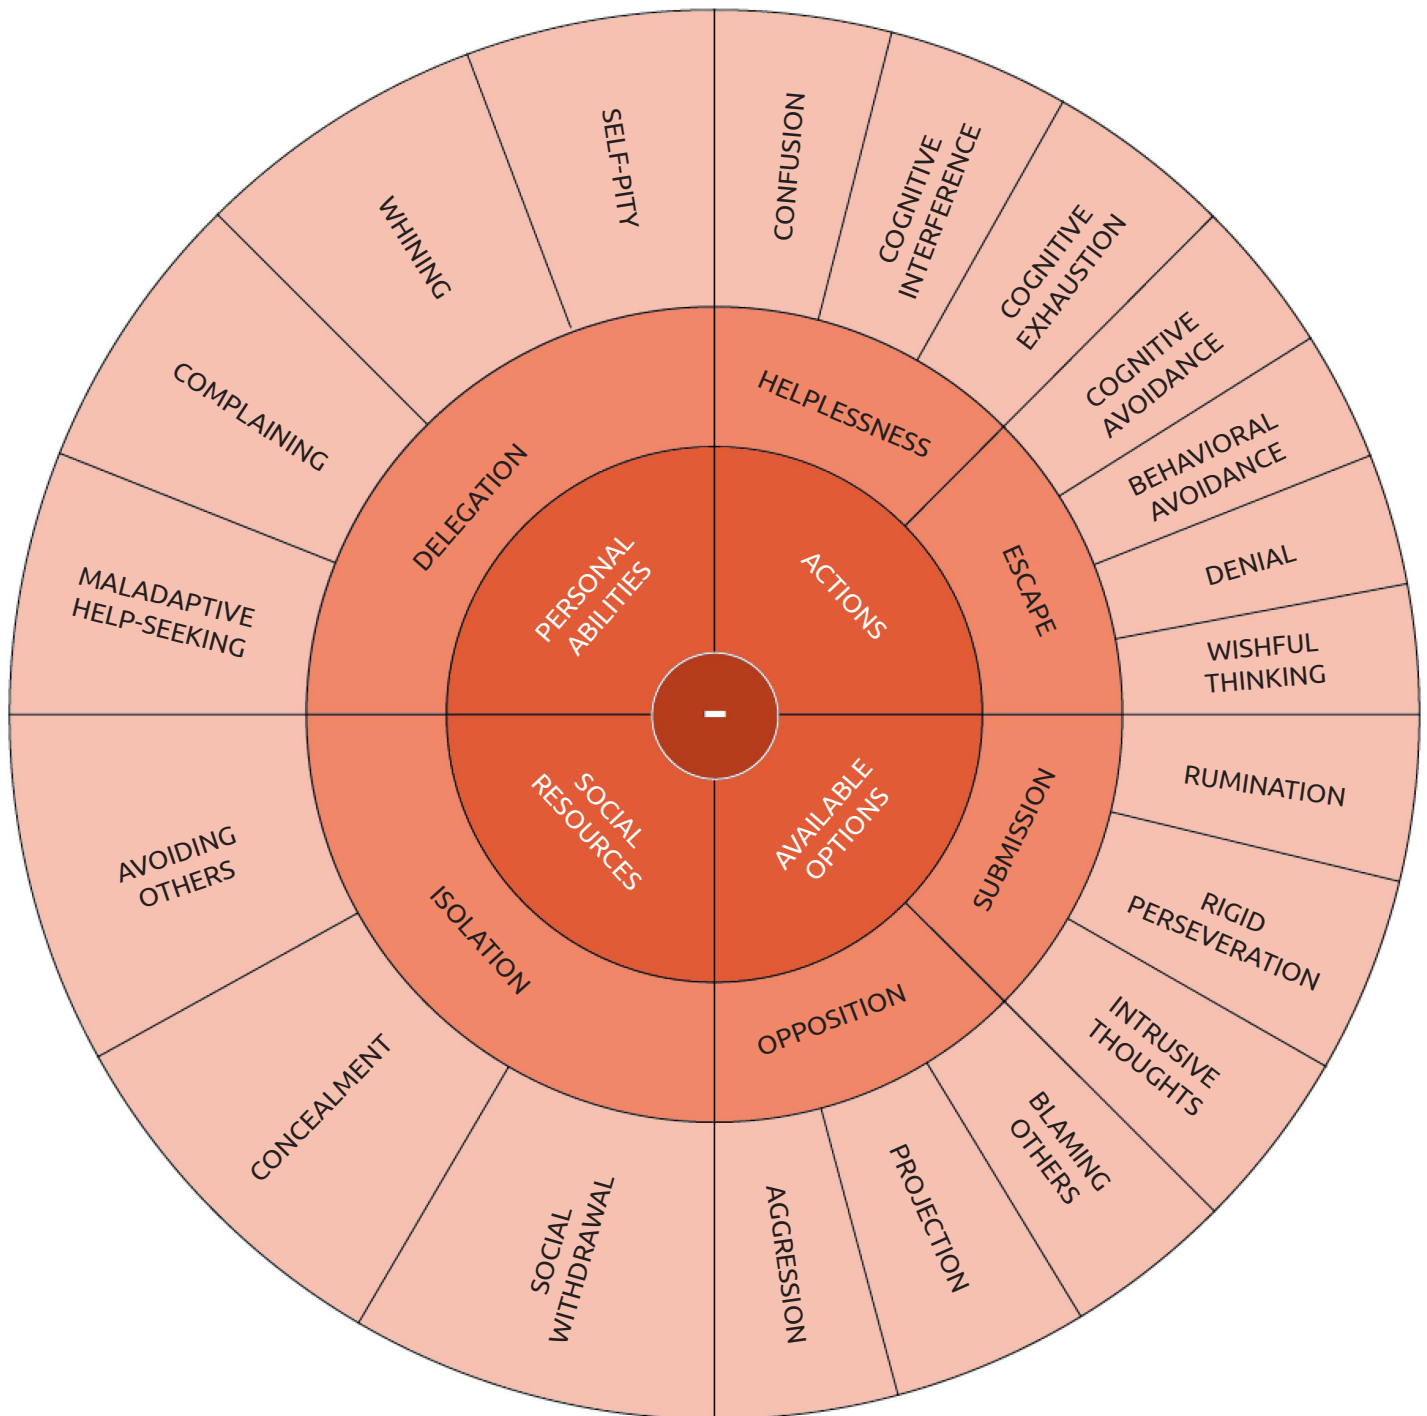 -
ACTIONS
AVAILABLE
OPTIONS
SOCIAL
RESOURCES
PERSONAL
ABILITIES
HELPLESSNESS
ESCAPE
SUBMISSION
OPPOSITION
ISOLATION
DELEGATION
CONFUSION
COGNITIVE
INTERFERENCE
COGNITIVE
EXHAUSTION
COGNITIVE
AVOIDANCE
BEHAVIORAL
AVOIDANCE
DENIAL
WISHFUL
THINKING
RUMINATION
RIGID
PERSEVERATION
INTRUSIVE
THOUGHTS
BLAMING
OTHERS
PROJECTION
AGGRESSION
SOCIAL
WITHDRAWAL
CONCEALMENT
AVOIDING
OTHERS
MALADAPTIVE
HELP-SEEKING
COMPLAINING
WHINING
SELF-PITY